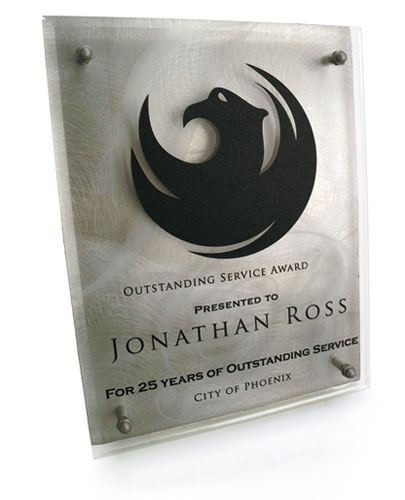 Outstanding Service Award
Presented to
Jonathan Ross
For 25 years of Outstanding Service
City of Phoenix